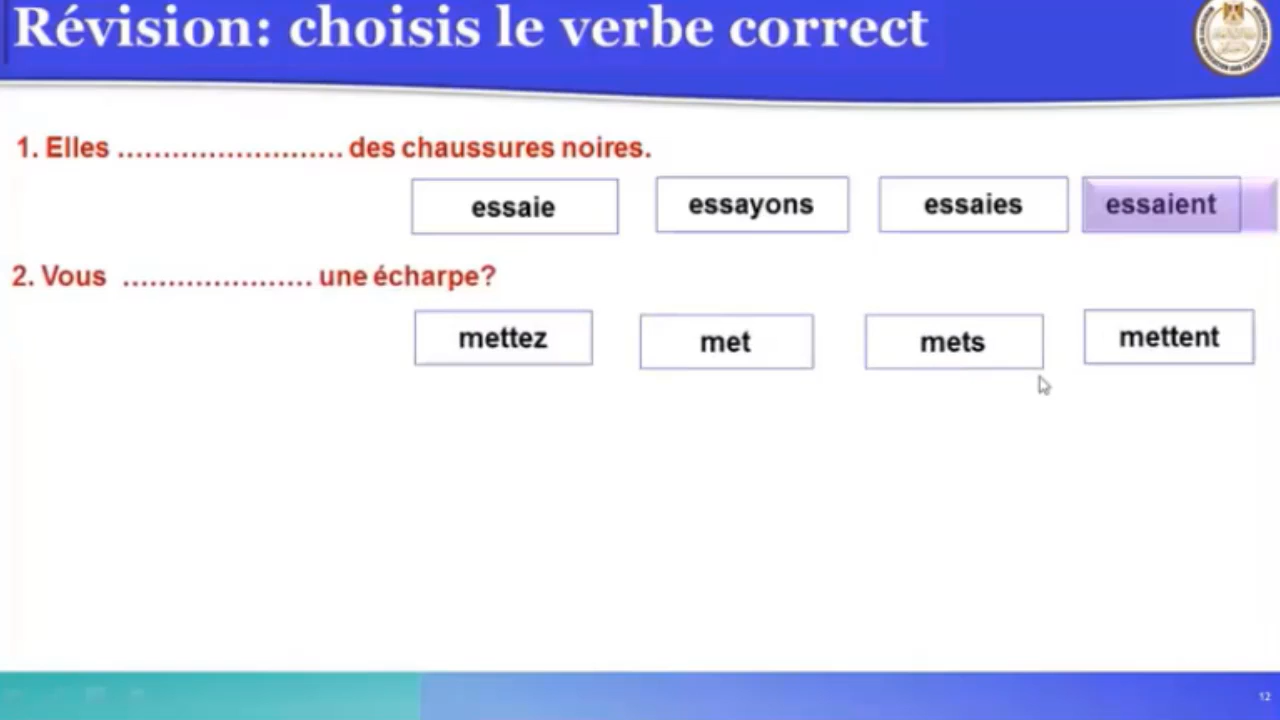 Révision: choisis le verbe correct
1. Elles ......................... des chaussures noires.
essaie essayons essaies essaient
2. Vous ..................... une écharpe?
mettez met mets mettent
12